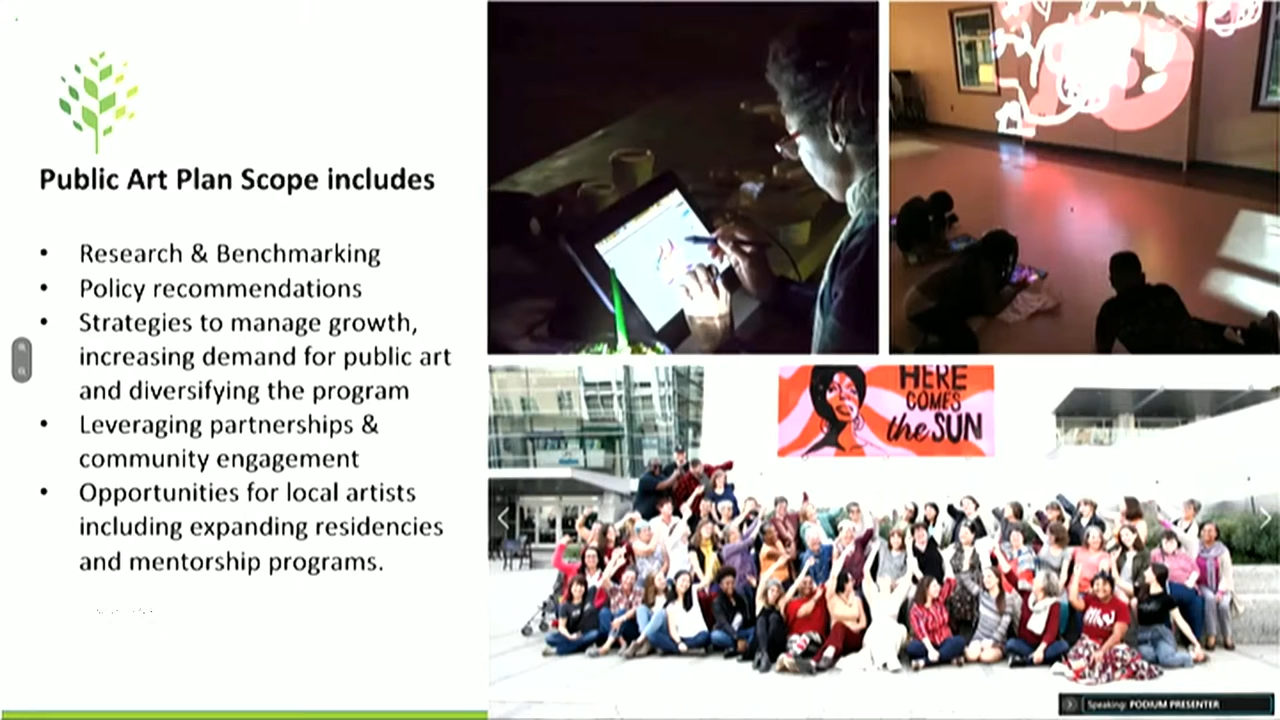 Public Art Plan Scope includes
• Research & Benchmarking
• Policy recommendations
• Strategies to manage growth,
increasing demand for public art
and diversifying the program
• Leveraging partnerships &
community engagement
• Opportunities for local artists
including expanding residencies
and mentorship programs.
HERE
COMES
the SUN
Speaking: PODIUM PRESENTER